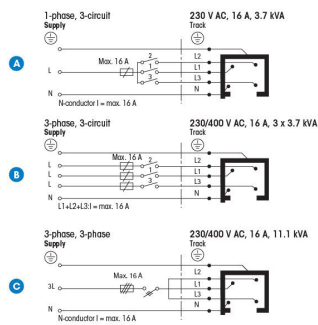 1-phase, 3-circuit
Supply
230 V AC, 16 A, 3.7 kVA
Track
A
Max. 16 A
2
1
3
L
L2
L1
L3
N
N
N-conductor I = max. 16 A
3-phase, 3-circuit
Supply
230/400 V AC, 16 A, 3 x 3.7 kVA
Track
B
Max. 16 A
2
1
3
L
L
L
L2
L1
L3
N
N
L1+L2+L3:I = max. 16 A
3-phase, 3-phase
Supply
230/400 V AC, 16 A, 11.1 kVA
Track
C
Max. 16 A
3L
L2
L1
L3
N
N
N-conductor I = max. 16 A